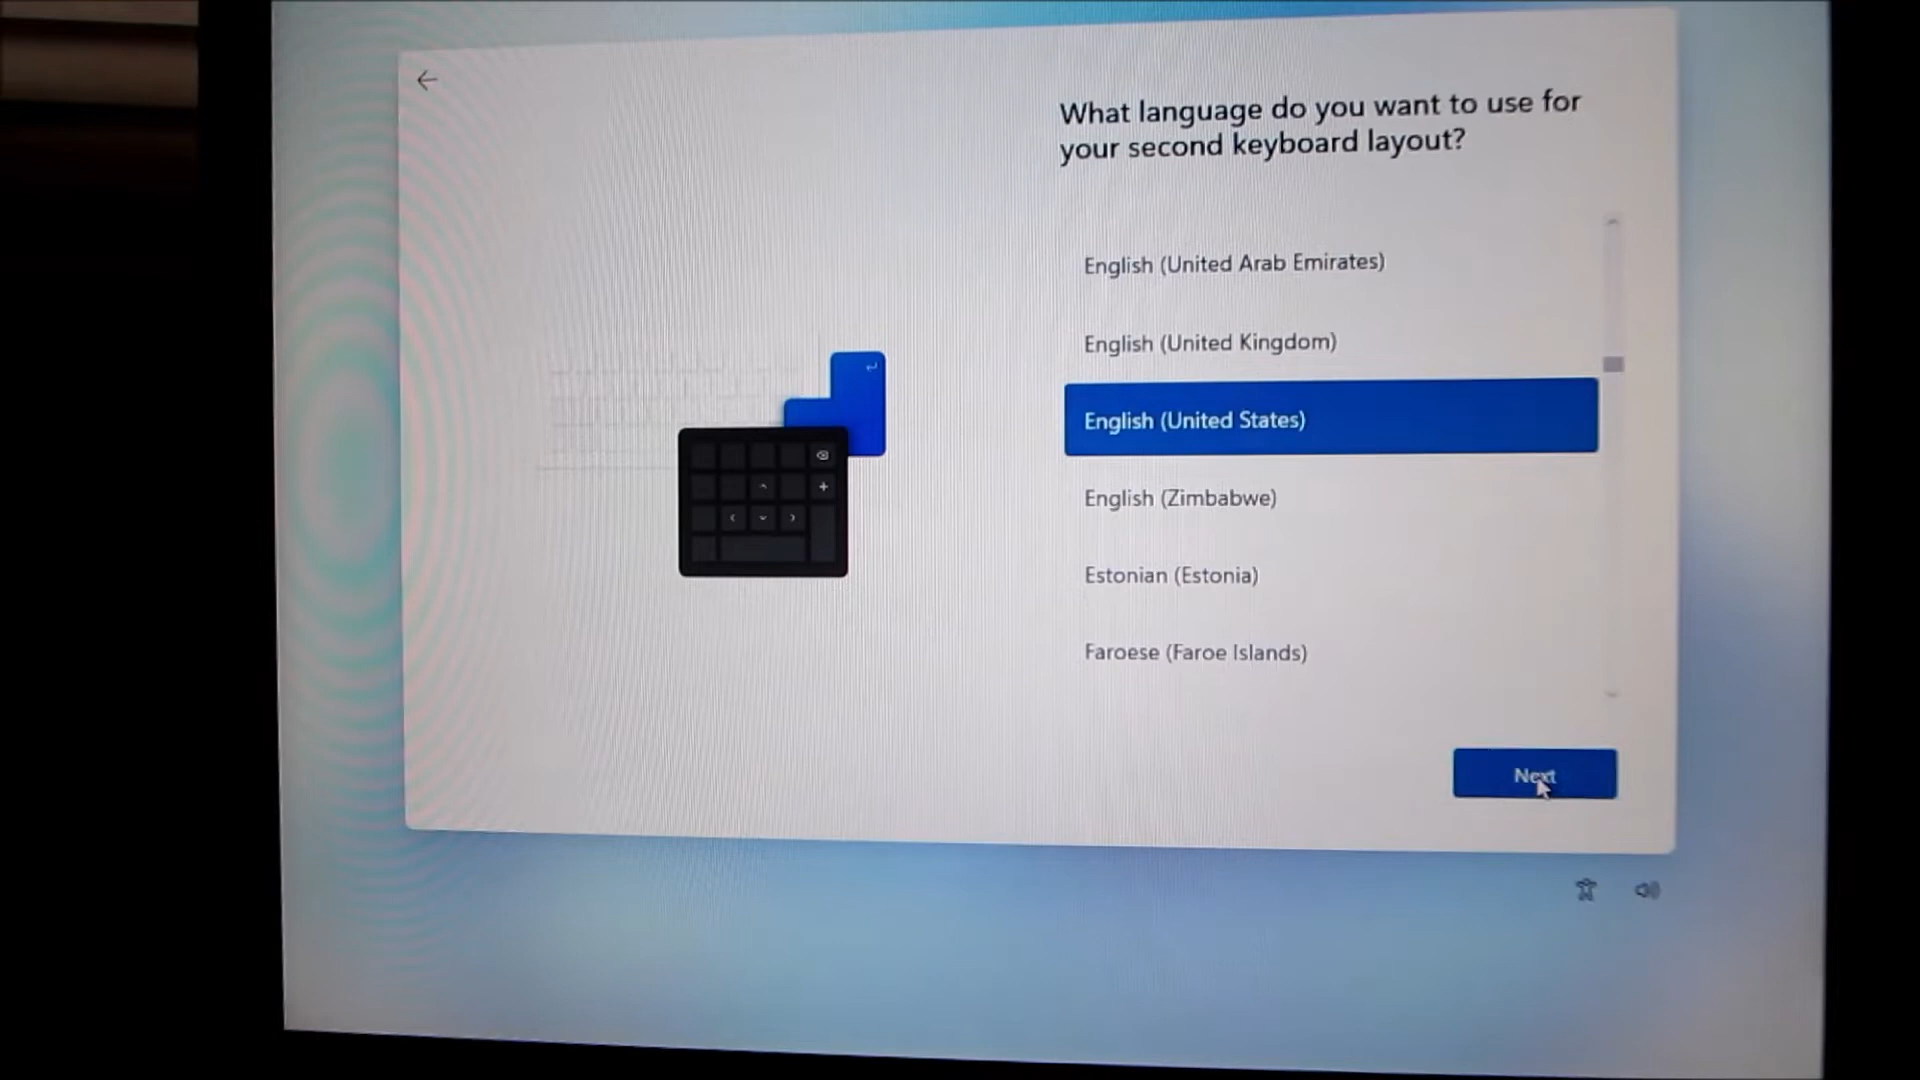 What language do you want to use for
your second keyboard layout?
English (United Arab Emirates)
English (United Kingdom)
English (United States)
English (Zimbabwe)
Estonian (Estonia)
Faroese (Faroe Islands)
Next